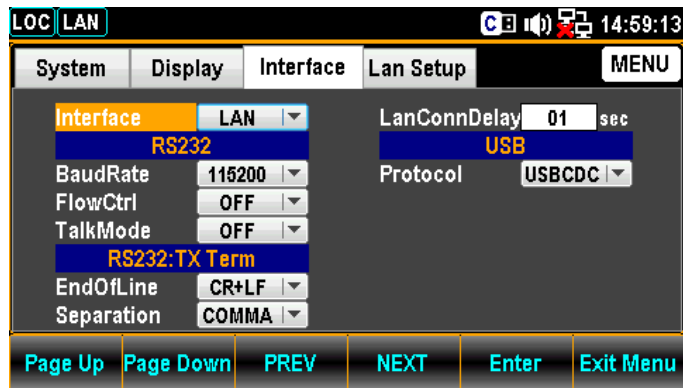 LOC LAN C 14:59:13
System Display Interface Lan Setup MENU
Interface LAN LanConnDelay 01 sec
RS232 USB
BaudRate 115200 Protocol USBCDC
FlowCtrl OFF
TalkMode OFF
RS232:TX Term
EndOfLine CR+LF
Separation COMMA
Page Up Page Down PREV NEXT Enter Exit Menu